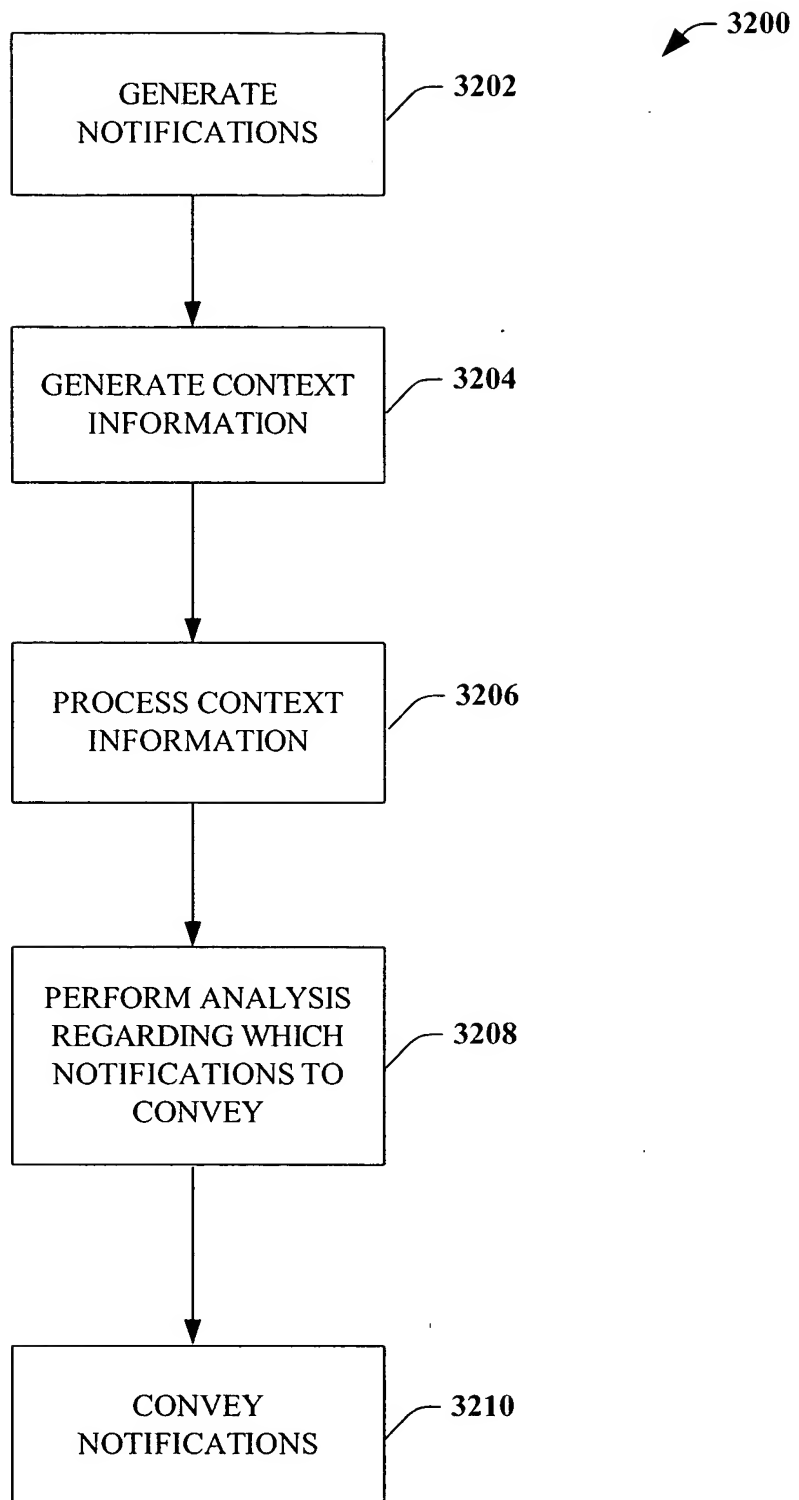 3200
GENERATE
NOTIFICATIONS
3202
GENERATE CONTEXT
INFORMATION
3204
PROCESS CONTEXT
INFORMATION
3206
PERFORM ANALYSIS
REGARDING WHICH
NOTIFICATIONS TO
CONVEY
3208
CONVEY
NOTIFICATIONS
3210